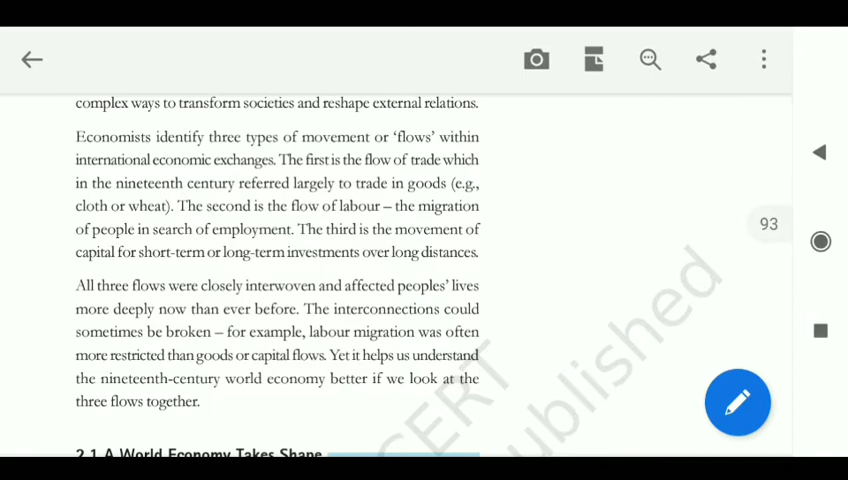 complex ways to transform societies and reshape external relations.
Economists identify three types of movement or ‘flows’ within
international economic exchanges. The first is the flow of trade which
in the nineteenth century referred largely to trade in goods (e.g.,
cloth or wheat). The second is the flow of labour – the migration
of people in search of employment. The third is the movement of
capital for short-term or long-term investments over long distances.
93
All three flows were closely interwoven and affected peoples’ lives
more deeply now than ever before. The interconnections could
sometimes be broken – for example, labour migration was often
more restricted than goods or capital flows. Yet it helps us understand
the nineteenth-century world economy better if we look at the
three flows together.
2.1 A World Economy Takes Shape